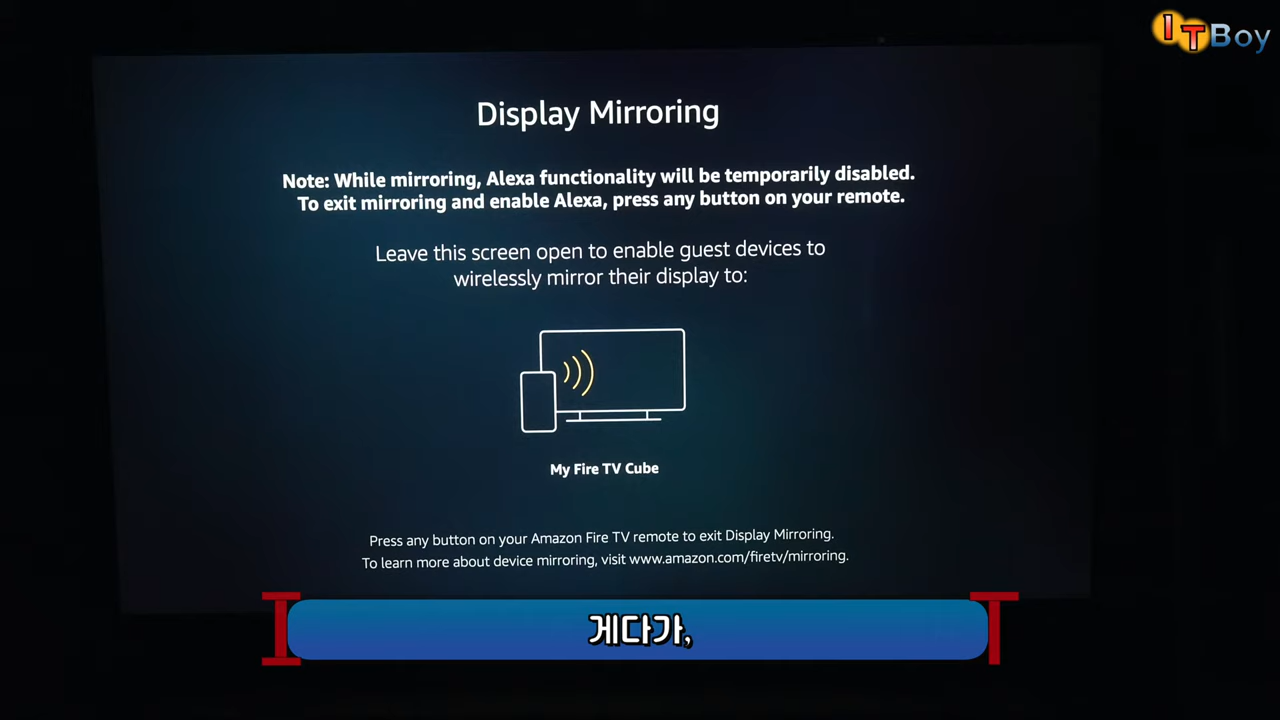 ITBoy
Display Mirroring
Note: While mirroring, Alexa functionality will be temporarily disabled.
To exit mirroring and enable Alexa, press any button on your remote.
Leave this screen open to enable guest devices to
wirelessly mirror their display to:
My Fire TV Cube
Press any button on your Amazon Fire TV remote to exit Display Mirroring.
To learn more about device mirroring, visit www.amazon.com/firetv/mirroring.
I 게다가, T